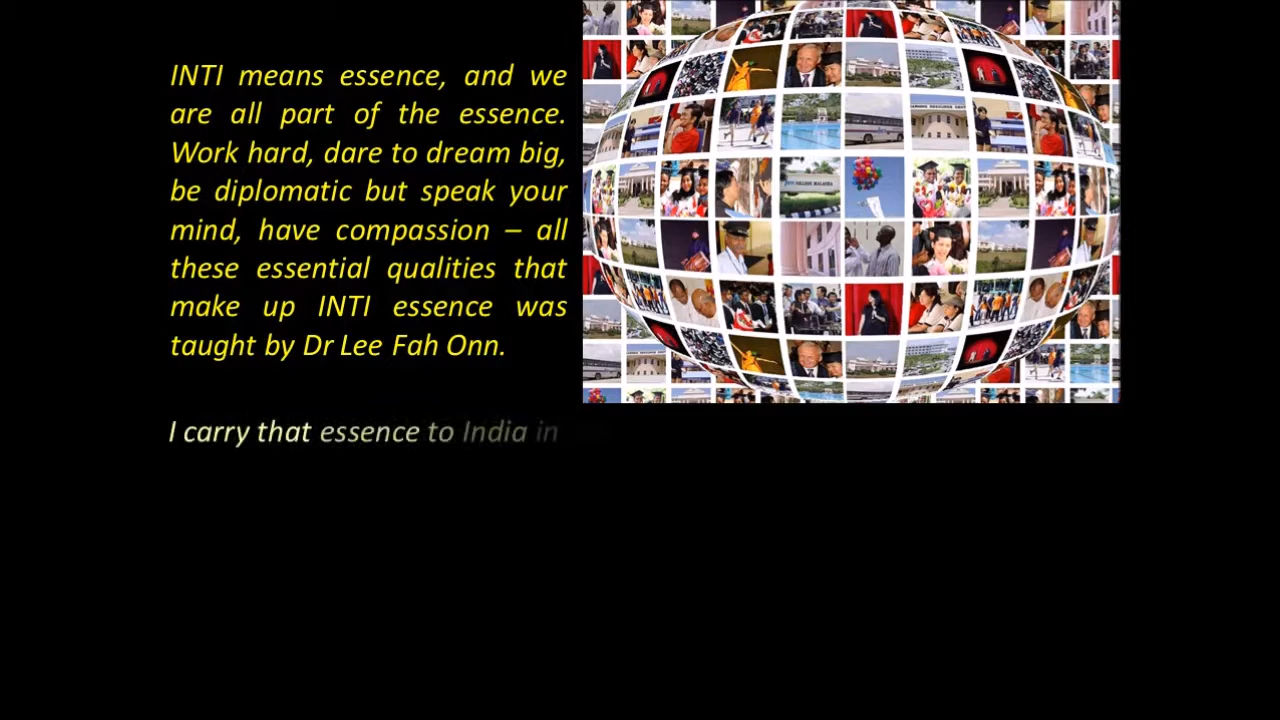 INTI means essence, and we
are all part of the essence.
Work hard, dare to dream big,
be diplomatic but speak your
mind, have compassion – all
these essential qualities that
make up INTI essence was
taught by Dr Lee Fah Onn.
I carry that essence to India in